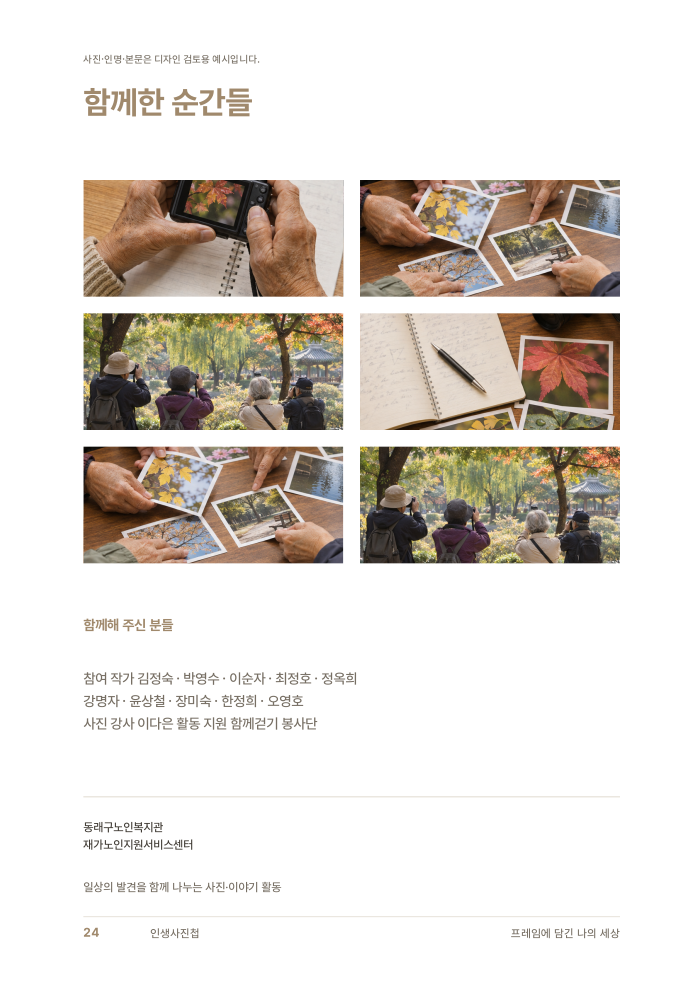 사진·인명·본문은 디자인 검토용 예시입니다.
함께한 순간들
함께해 주신 분들
참여 작가 김정숙 · 박영수 · 이순자 · 최정호 · 정옥희
강명자 · 윤상철 · 장미숙 · 한정희 · 오영호
사진 강사 이다은 활동 지원 함께걷기 봉사단
동래구노인복지관
재가노인지원서비스센터
일상의 발견을 함께 나누는 사진·이야기 활동
24 인생사진첩 프레임에 담긴 나의 세상